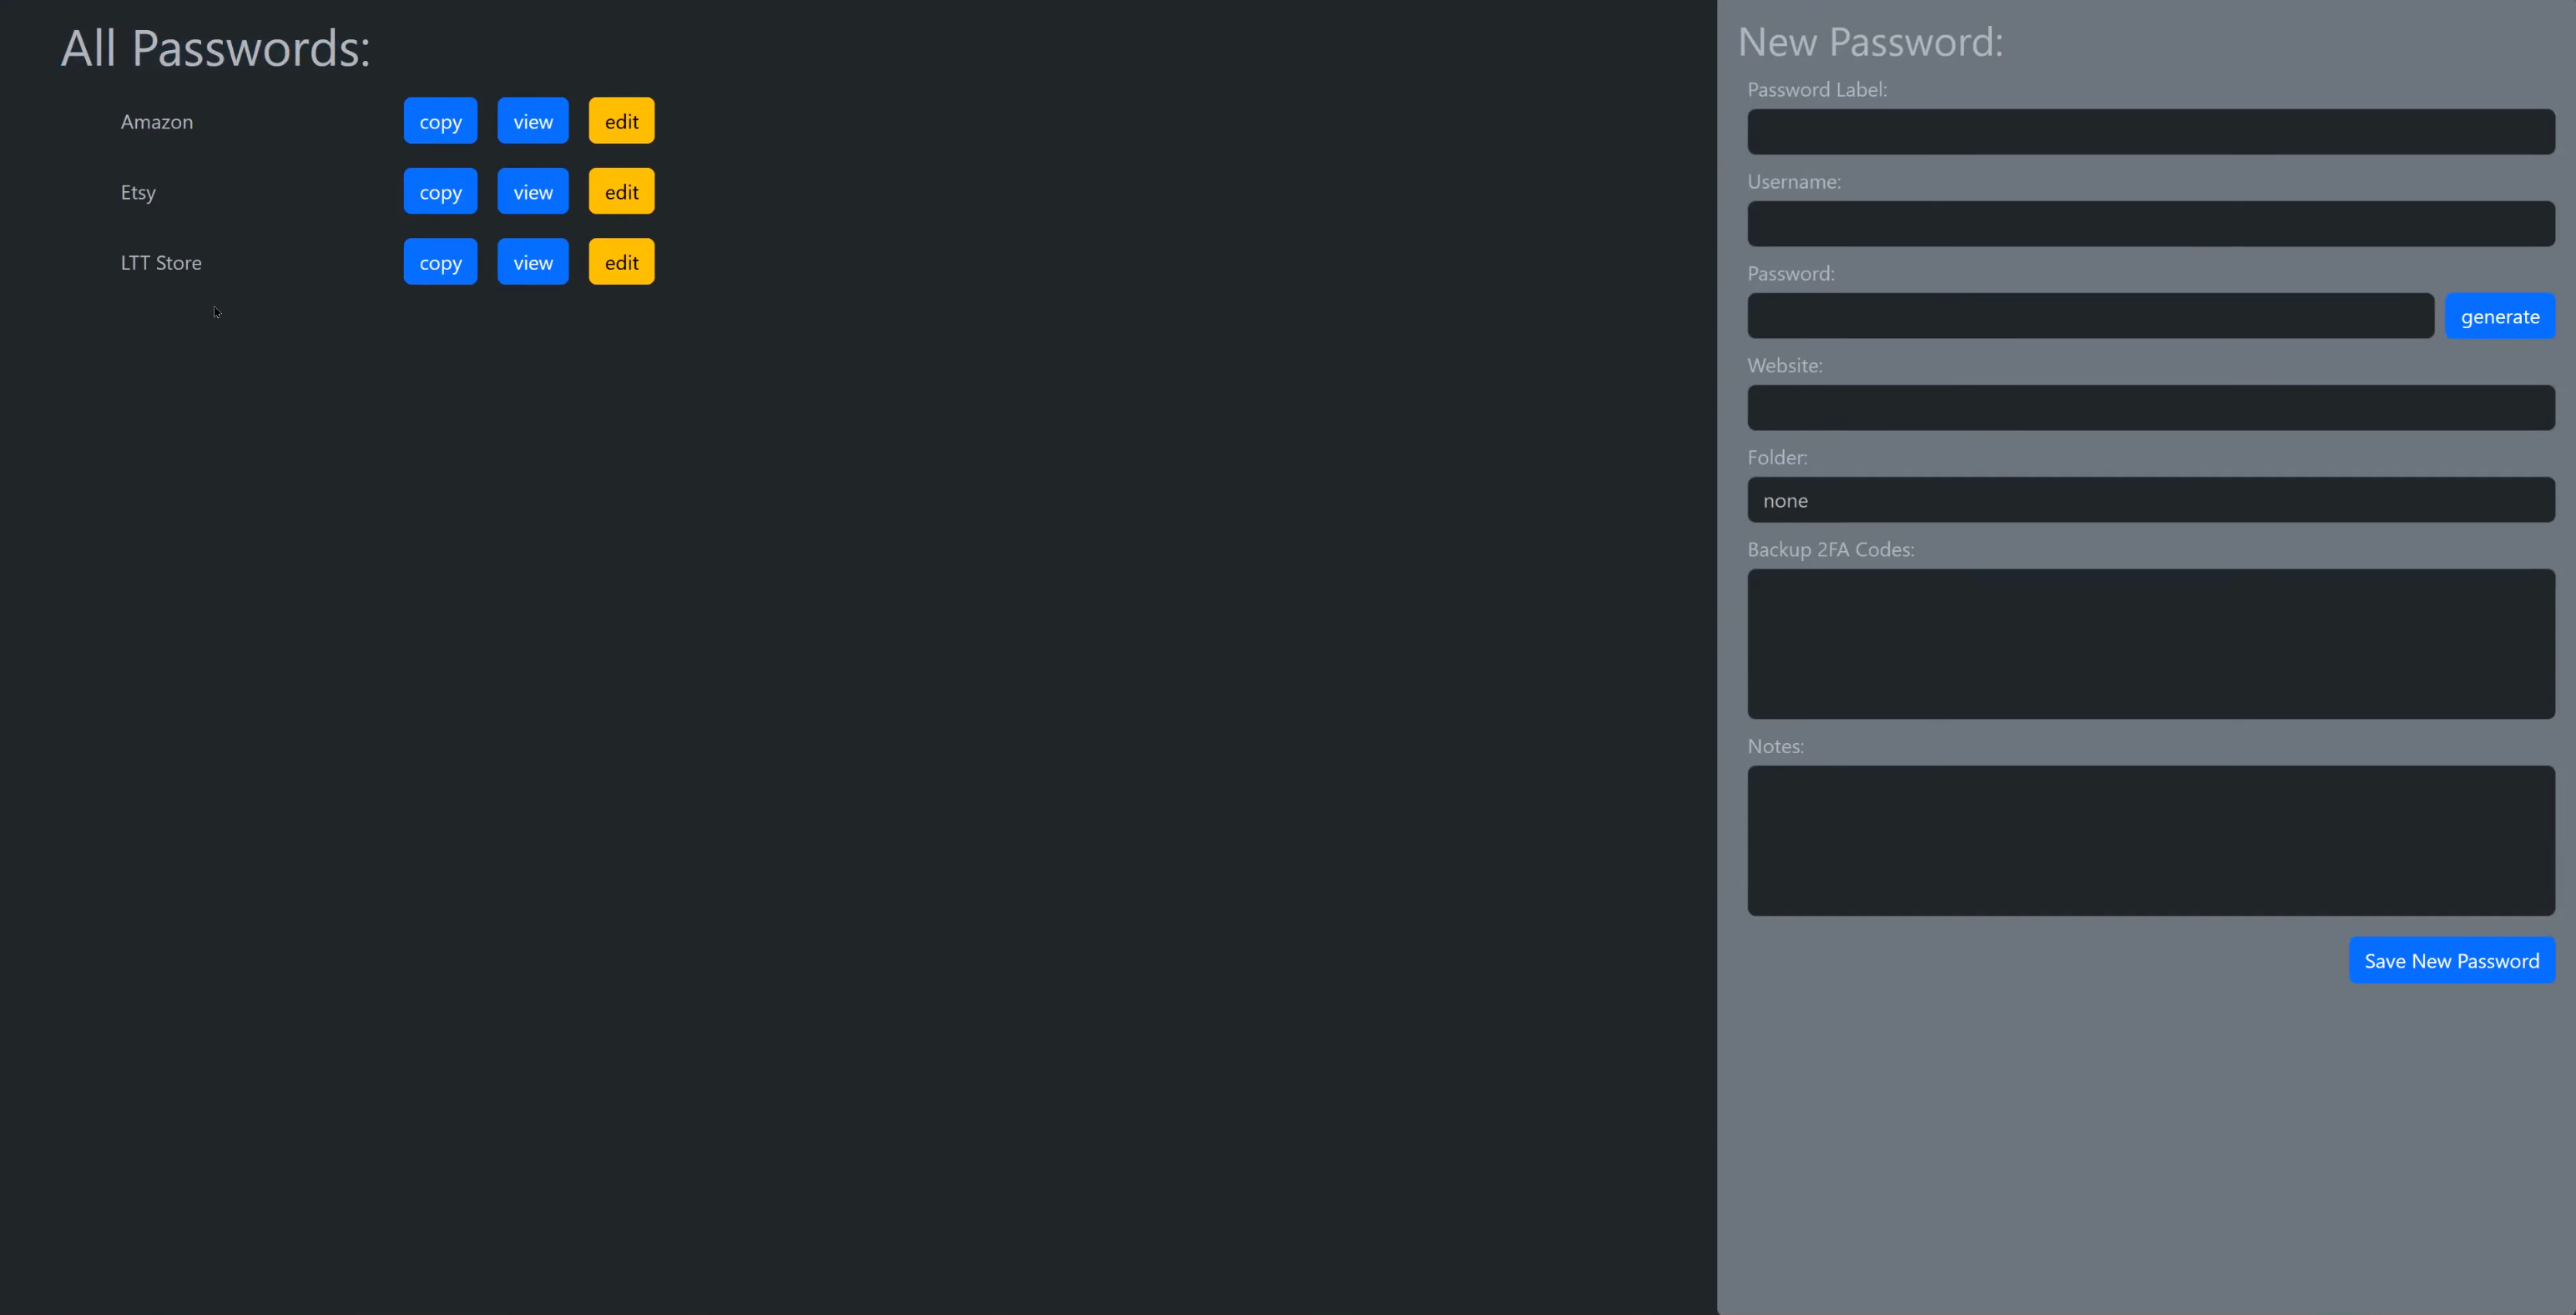 All Passwords:
Amazon copy view edit
Etsy copy view edit
LTT Store copy view edit
New Password:
Password Label:
Username:
Password:
generate
Website:
Folder:
none
Backup 2FA Codes:
Notes:
Save New Password